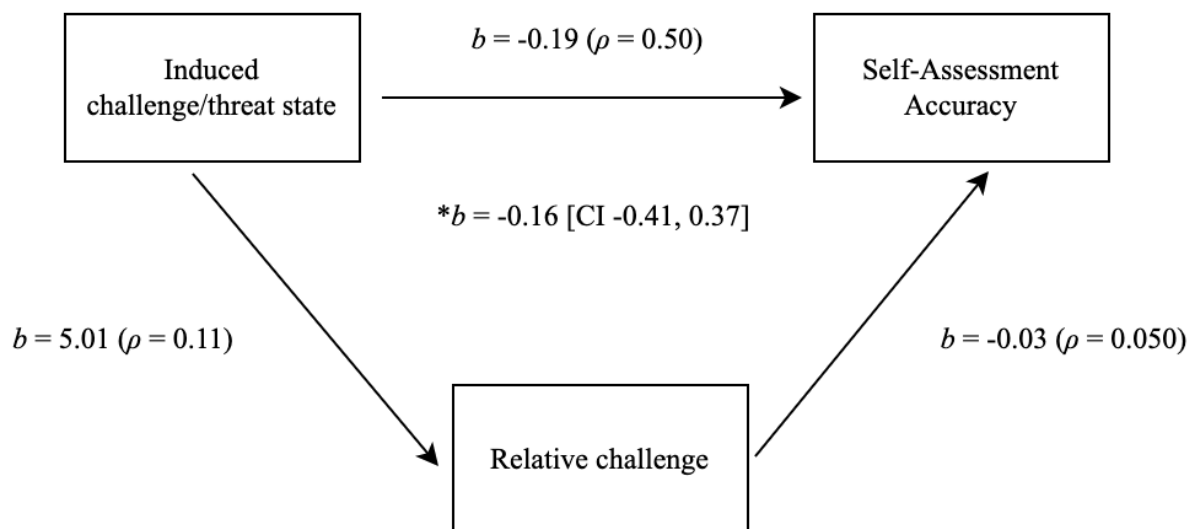 Induced
challenge/threat state
b = -0.19 (ρ = 0.50)
Self-Assessment
Accuracy
*b = -0.16 [CI -0.41, 0.37]
b = 5.01 (ρ = 0.11)
b = -0.03 (ρ = 0.050)
Relative challenge